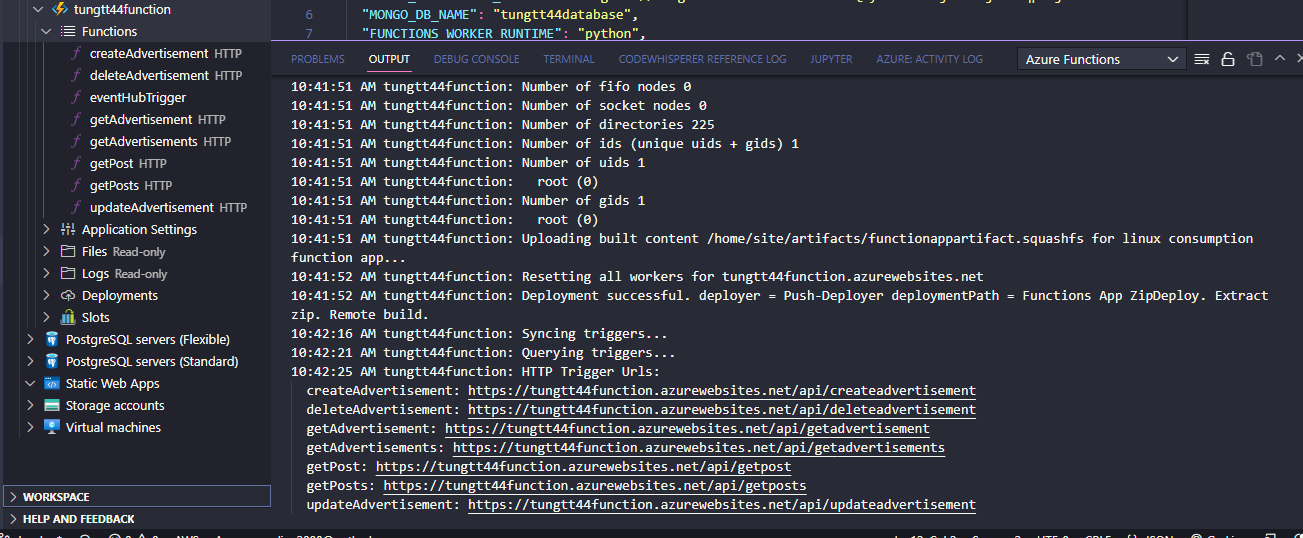 tungtt44function
Functions
createAdvertisement HTTP
deleteAdvertisement HTTP
eventHubTrigger
getAdvertisement HTTP
getAdvertisements HTTP
getPost HTTP
getPosts HTTP
updateAdvertisement HTTP
Application Settings
Files Read-only
Logs Read-only
Deployments
Slots
PostgreSQL servers (Flexible)
PostgreSQL servers (Standard)
Static Web Apps
Storage accounts
Virtual machines
WORKSPACE
HELP AND FEEDBACK
6 "MONGO_DB_NAME": "tungtt44database",
7 "FUNCTIONS_WORKER_RUNTIME": "python",
PROBLEMS OUTPUT DEBUG CONSOLE TERMINAL CODEWHISPERER REFERENCE LOG JUPYTER AZURE: ACTIVITY LOG Azure Functions
10:41:51 AM tungtt44function: Number of fifo nodes 0
10:41:51 AM tungtt44function: Number of socket nodes 0
10:41:51 AM tungtt44function: Number of directories 225
10:41:51 AM tungtt44function: Number of ids (unique uids + gids) 1
10:41:51 AM tungtt44function: Number of uids 1
10:41:51 AM tungtt44function:   root (0)
10:41:51 AM tungtt44function: Number of gids 1
10:41:51 AM tungtt44function:   root (0)
10:41:51 AM tungtt44function: Uploading built content /home/site/artifacts/functionappartifact.squashfs for linux consumption
function app...
10:41:52 AM tungtt44function: Resetting all workers for tungtt44function.azurewebsites.net
10:41:52 AM tungtt44function: Deployment successful. deployer = Push-Deployer deploymentPath = Functions App ZipDeploy. Extract
zip. Remote build.
10:42:16 AM tungtt44function: Syncing triggers...
10:42:21 AM tungtt44function: Querying triggers...
10:42:25 AM tungtt44function: HTTP Trigger Urls:
createAdvertisement: https://tungtt44function.azurewebsites.net/api/createadvertisement
deleteAdvertisement: https://tungtt44function.azurewebsites.net/api/deleteadvertisement
getAdvertisement: https://tungtt44function.azurewebsites.net/api/getadvertisement
getAdvertisements: https://tungtt44function.azurewebsites.net/api/getadvertisements
getPost: https://tungtt44function.azurewebsites.net/api/getpost
getPosts: https://tungtt44function.azurewebsites.net/api/getposts
updateAdvertisement: https://tungtt44function.azurewebsites.net/api/updateadvertisement